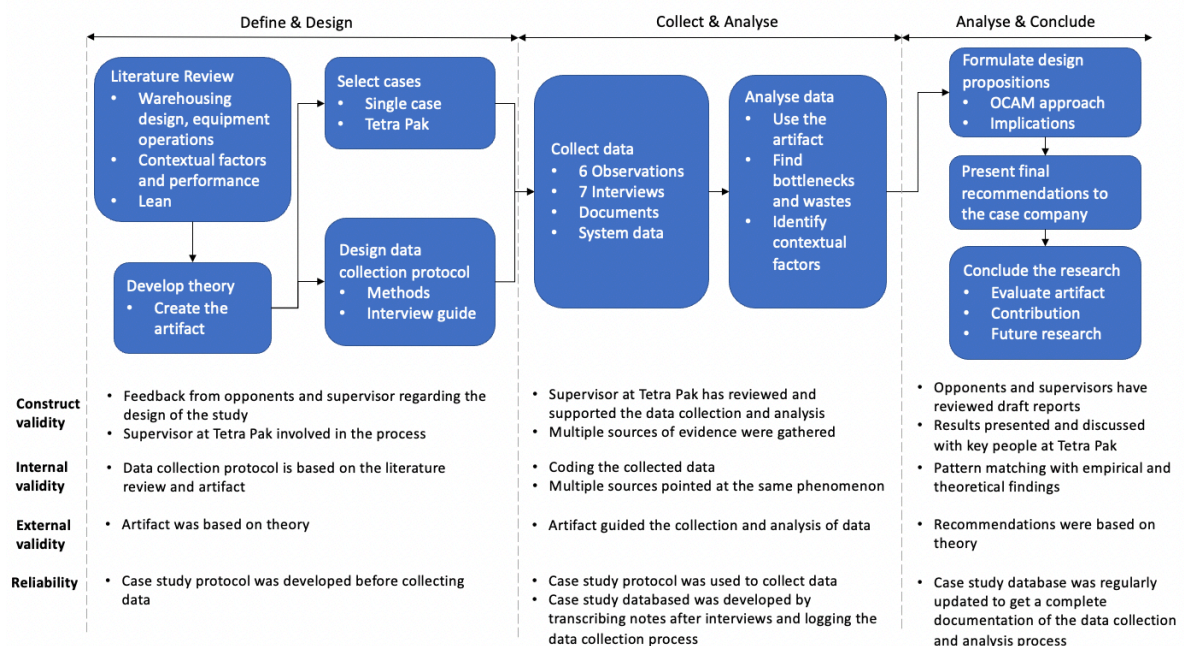 Define & Design
Collect & Analyse
Analyse & Conclude
Literature Review
• Warehousing
design, equipment
operations
• Contextual factors
and performance
• Lean
Develop theory
• Create the
artifact
Select cases
• Single case
• Tetra Pak
Design data
collection protocol
• Methods
• Interview guide
Collect data
• 6 Observations
• 7 Interviews
• Documents
• System data
Analyse data
• Use the
artifact
• Find
bottlenecks
and wastes
• Identify
contextual
factors
Formulate design
propositions
• OCAM approach
• Implications
Present final
recommendations to
the case company
Conclude the research
• Evaluate artifact
• Contribution
• Future research
Construct
validity
• Feedback from opponents and supervisor regarding the
design of the study
• Supervisor at Tetra Pak involved in the process
• Supervisor at Tetra Pak has reviewed and
supported the data collection and analysis
• Multiple sources of evidence were gathered
• Opponents and supervisors have
reviewed draft reports
• Results presented and discussed
with key people at Tetra Pak
Internal
validity
• Data collection protocol is based on the literature
review and artifact
• Coding the collected data
• Multiple sources pointed at the same phenomenon
• Pattern matching with empirical and
theoretical findings
External
validity
• Artifact was based on theory
• Artifact guided the collection and analysis of data
• Recommendations were based on
theory
Reliability
• Case study protocol was developed before collecting
data
• Case study protocol was used to collect data
• Case study databased was developed by
transcribing notes after interviews and logging the
data collection process
• Case study database was regularly
updated to get a complete
documentation of the data collection
and analysis process